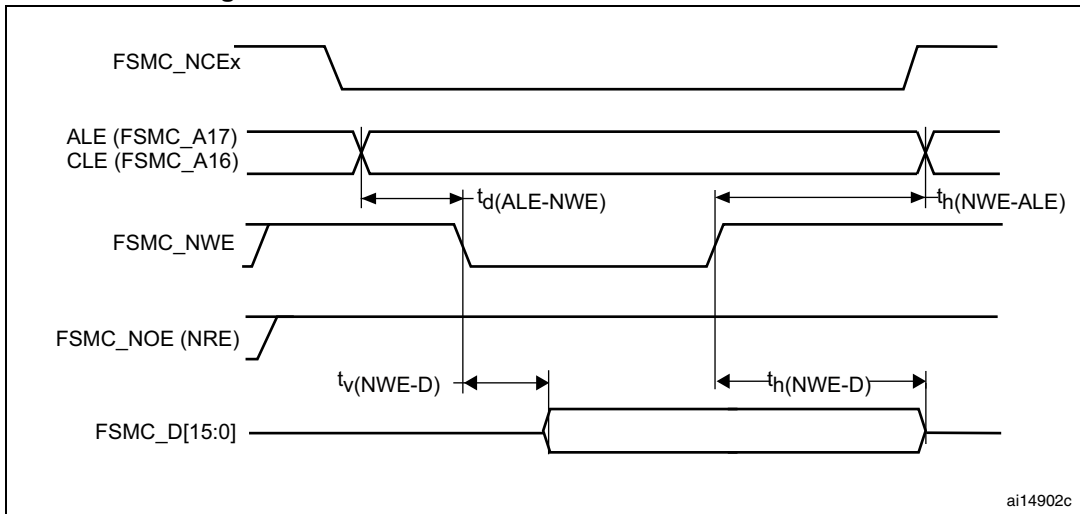 FSMC_NCEx
ALE (FSMC_A17)
CLE (FSMC_A16)
td(ALE-NWE)
th(NWE-ALE)
FSMC_NWE
FSMC_NOE (NRE)
tv(NWE-D)
th(NWE-D)
FSMC_D[15:0]
ai14902c